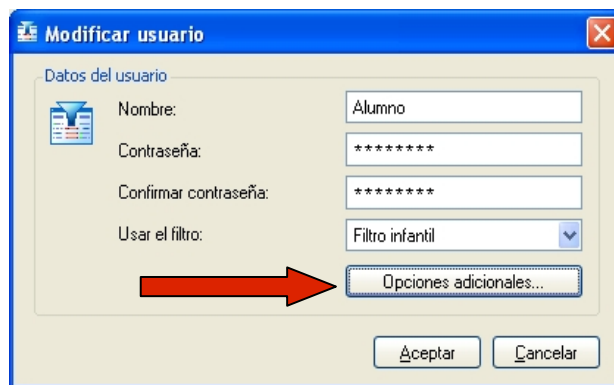 Modificar usuario
Datos del usuario
Nombre: Alumno
Contraseña: ********
Confirmar contraseña: ********
Usar el filtro: Filtro infantil
Opciones adicionales...
Aceptar Cancelar